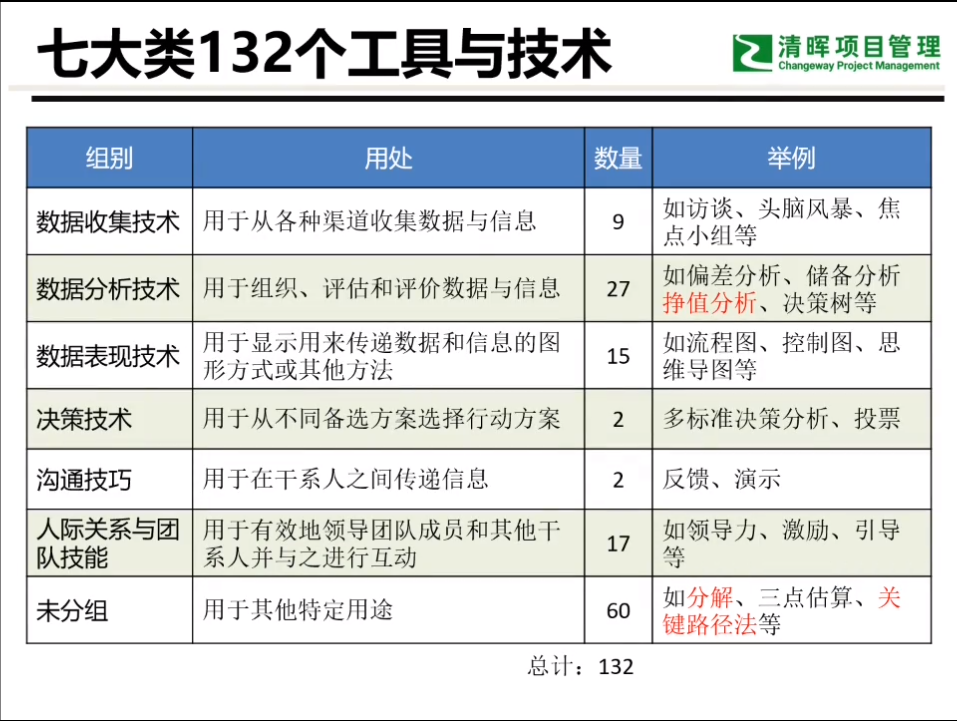 七大类132个工具与技术
清晖项目管理
Changeway Project Management
组别 用处 数量 举例
数据收集技术 用于从各种渠道收集数据与信息 9 如访谈、头脑风暴、焦
点小组等
数据分析技术 用于组织、评估和评价数据与信息 27 如偏差分析、储备分析
挣值分析、决策树等
数据表现技术 用于显示用来传递数据和信息的图
形方式或其他方法 15 如流程图、控制图、思
维导图等
决策技术 用于从不同备选方案选择行动方案 2 多标准决策分析、投票
沟通技巧 用于在干系人之间传递信息 2 反馈、演示
人际关系与团
队技能 用于有效地领导团队成员和其他干
系人并与之进行互动 17 如领导力、激励、引导
等
未分组 用于其他特定用途 60 如分解、三点估算、关
键路径法等
总计：132